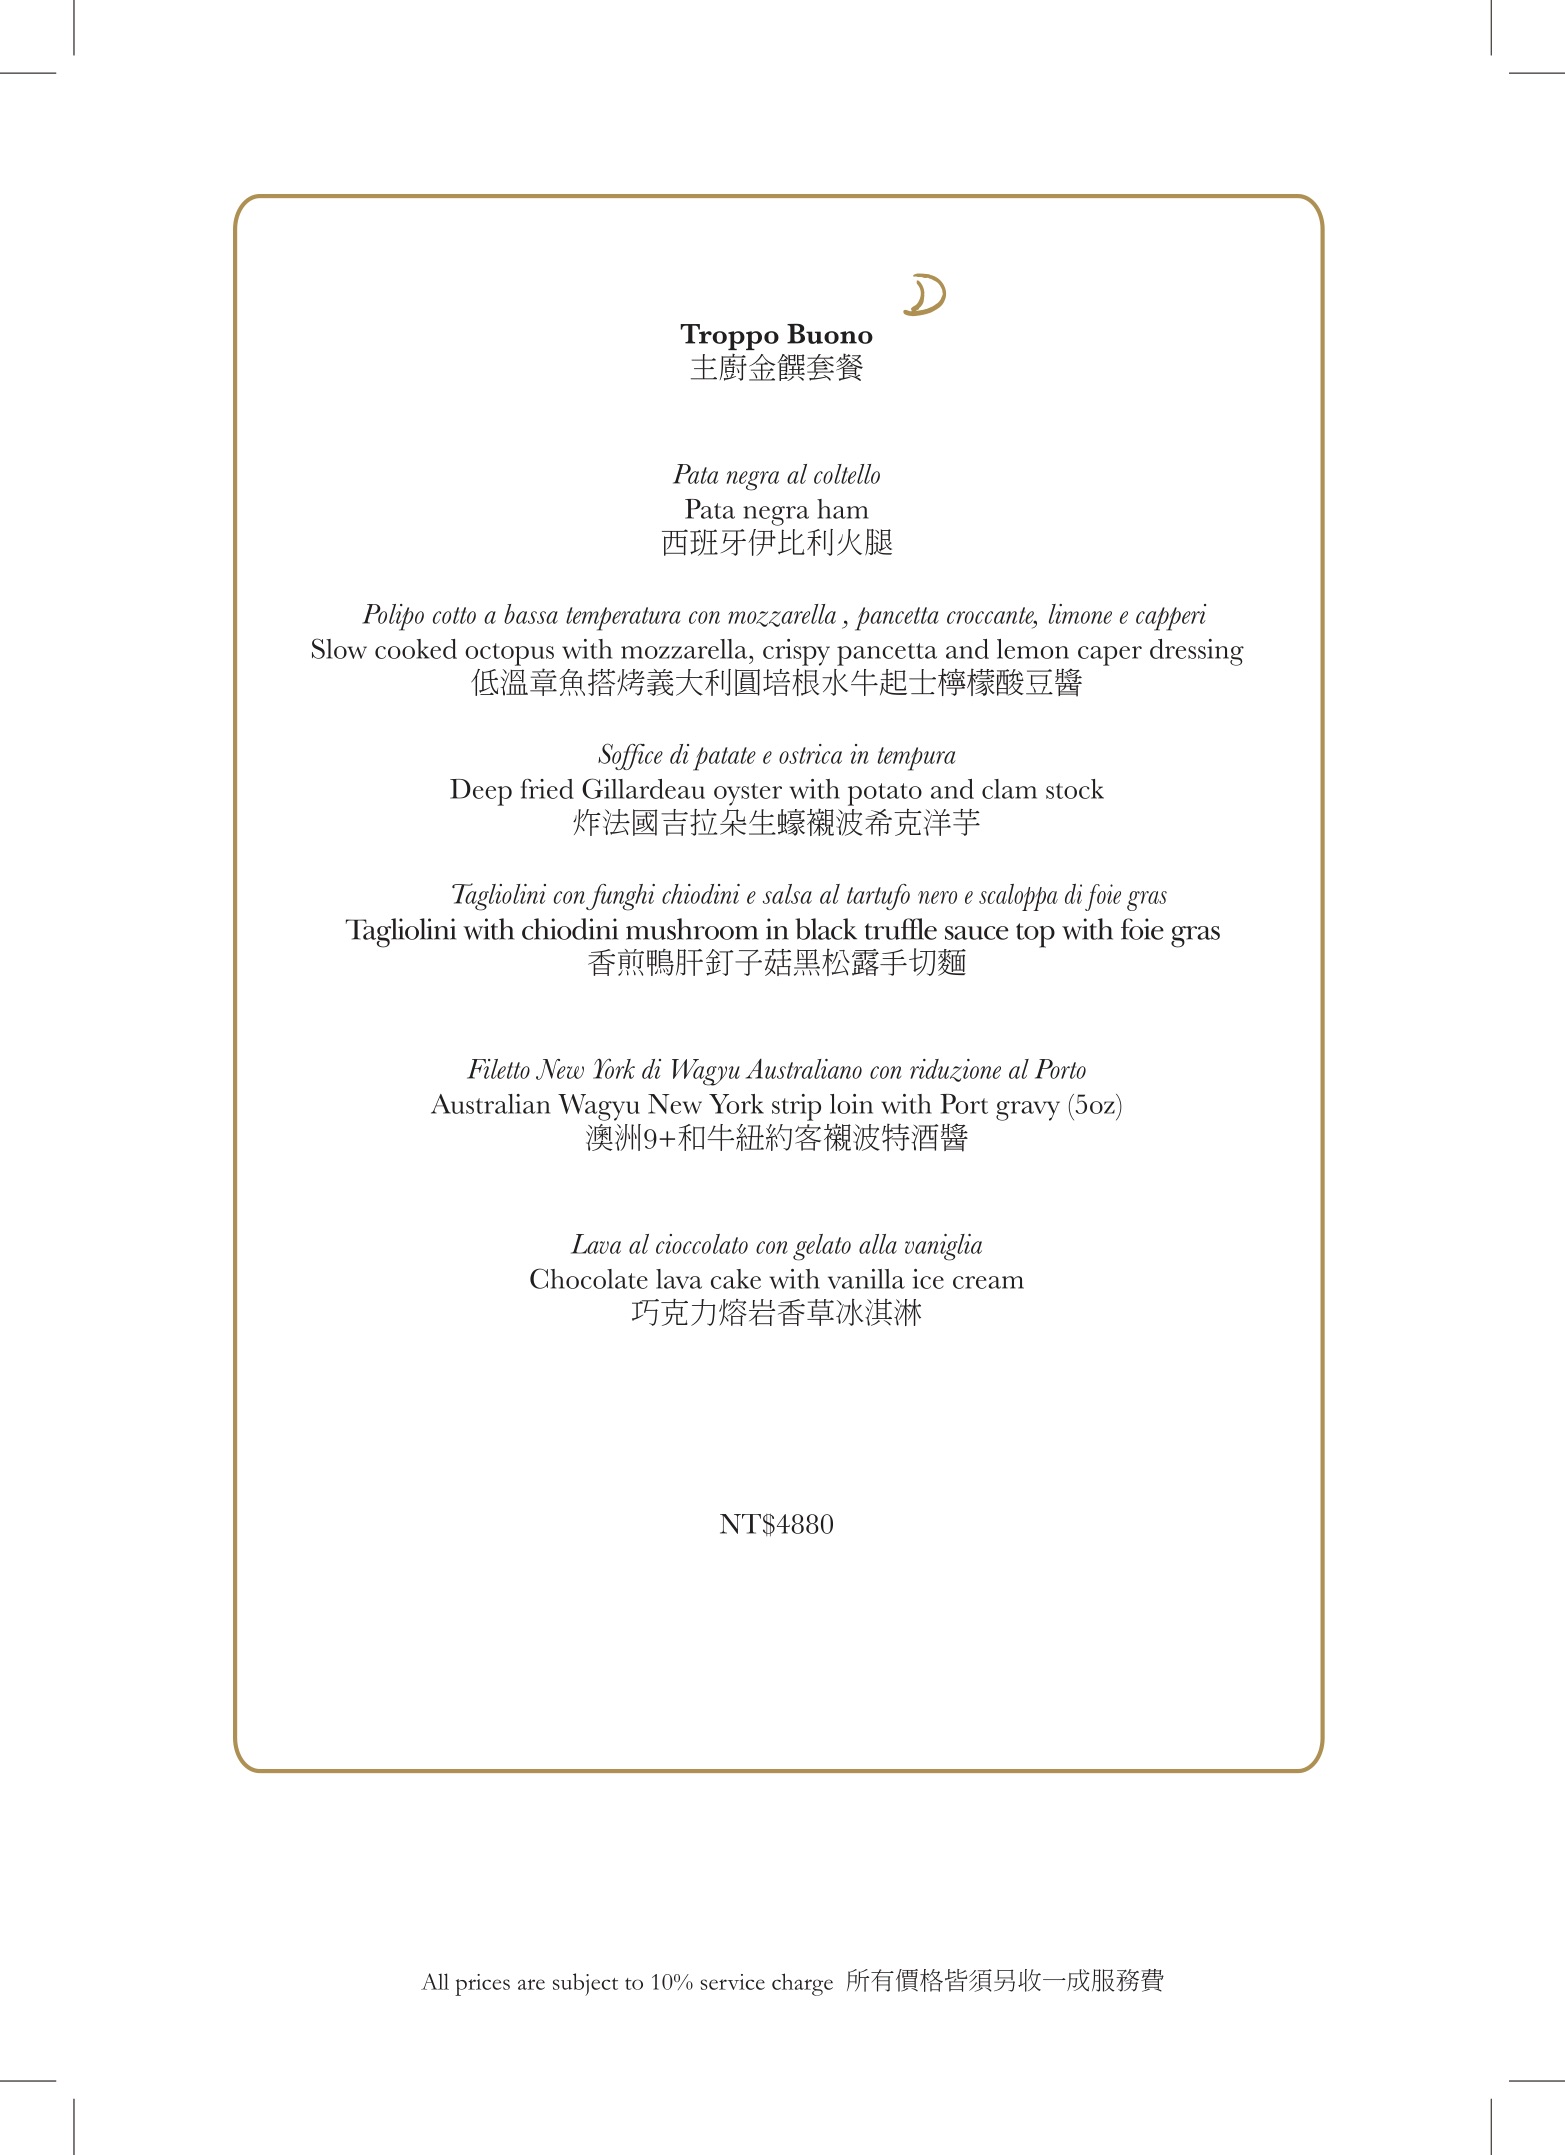 Troppo Buono
主廚金饌套餐
Pata negra al coltello
Pata negra ham
西班牙伊比利火腿
Polipo cotto a bassa temperatura con mozzarella , pancetta croccante, limone e capperi
Slow cooked octopus with mozzarella, crispy pancetta and lemon caper dressing
低溫章魚搭烤義大利圓培根水牛起士檸檬酸豆醬
Soffice di patate e ostrica in tempura
Deep fried Gillardeau oyster with potato and clam stock
炸法國吉拉朵生蠔襯波希克洋芋
Tagliolini con funghi chiodini e salsa al tartufo nero e scaloppa di foie gras
Tagliolini with chiodini mushroom in black truffle sauce top with foie gras
香煎鴨肝釘子菇黑松露手切麵
Filetto New York di Wagyu Australiano con riduzione al Porto
Australian Wagyu New York strip loin with Port gravy (5oz)
澳洲9+和牛紐約客襯波特酒醬
Lava al cioccolato con gelato alla vaniglia
Chocolate lava cake with vanilla ice cream
巧克力熔岩香草冰淇淋
NT$4880
All prices are subject to 10% service charge 所有價格皆須另收一成服務費